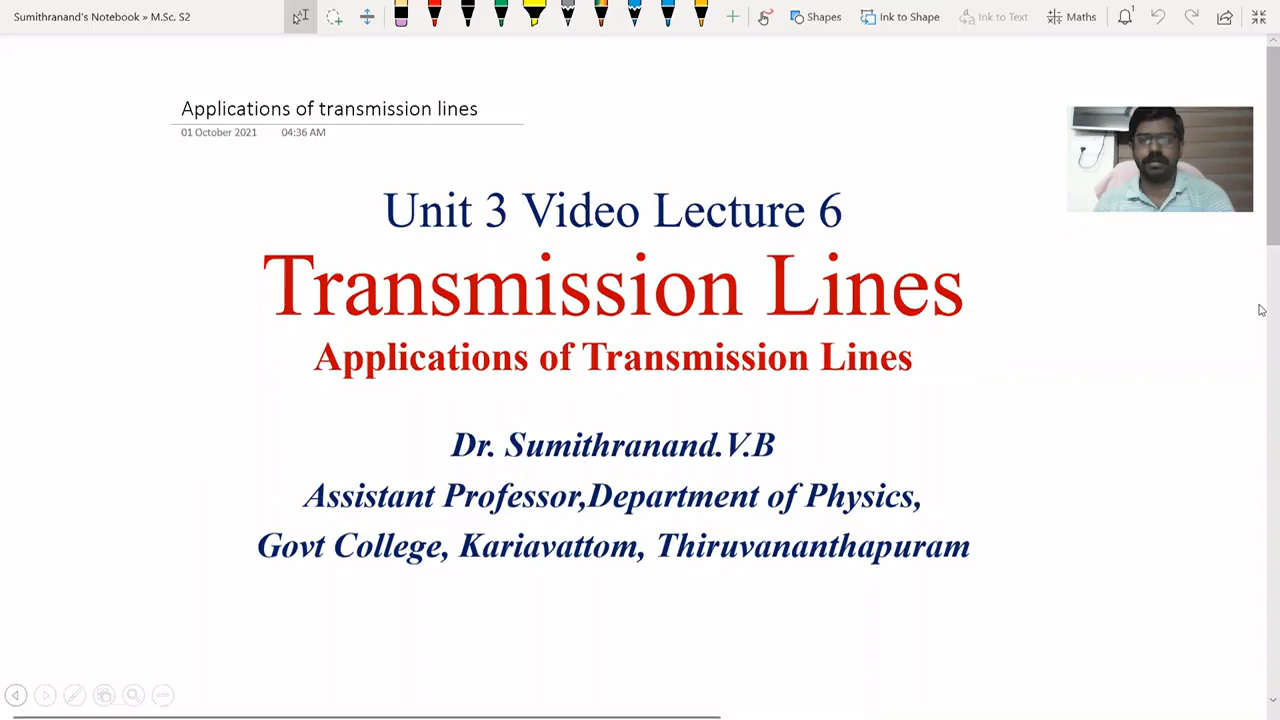 Sumithranand's Notebook » M.Sc. S2
Shapes
Ink to Shape
Ink to Text
Maths
Applications of transmission lines
01 October 2021 04:36 AM
Unit 3 Video Lecture 6
Transmission Lines
Applications of Transmission Lines
Dr. Sumithranand.V.B
Assistant Professor,Department of Physics,
Govt College, Kariavattom, Thiruvananthapuram